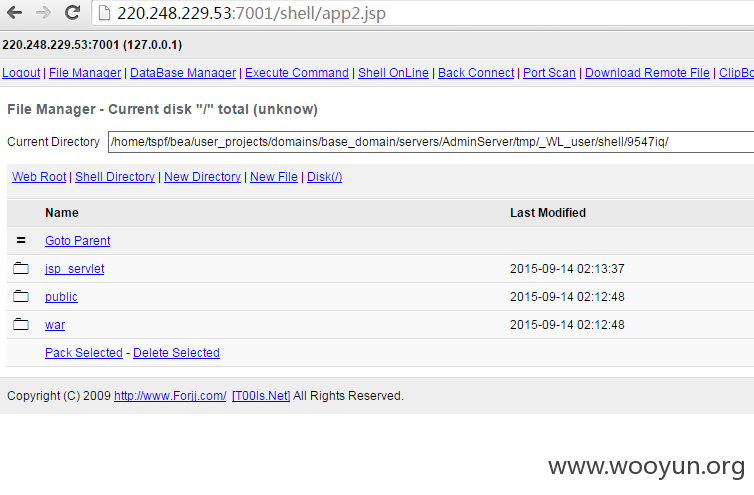 220.248.229.53:7001/shell/app2.jsp
220.248.229.53:7001 (127.0.0.1)
Logout | File Manager | DataBase Manager | Execute Command | Shell OnLine | Back Connect | Port Scan | Download Remote File | ClipBo
File Manager - Current disk "/" total (unknow)
Current Directory /home/tspf/bea/user_projects/domains/base_domain/servers/AdminServer/tmp/_WL_user/shell/9547iq/
Web Root | Shell Directory | New Directory | New File | Disk(/)
Name Last Modified
= Goto Parent
jsp_servlet 2015-09-14 02:13:37
public 2015-09-14 02:12:48
war 2015-09-14 02:12:48
Pack Selected - Delete Selected
Copyright (C) 2009 http://www.Forjj.com/ [T00ls.Net] All Rights Reserved.
www.wooyun.org